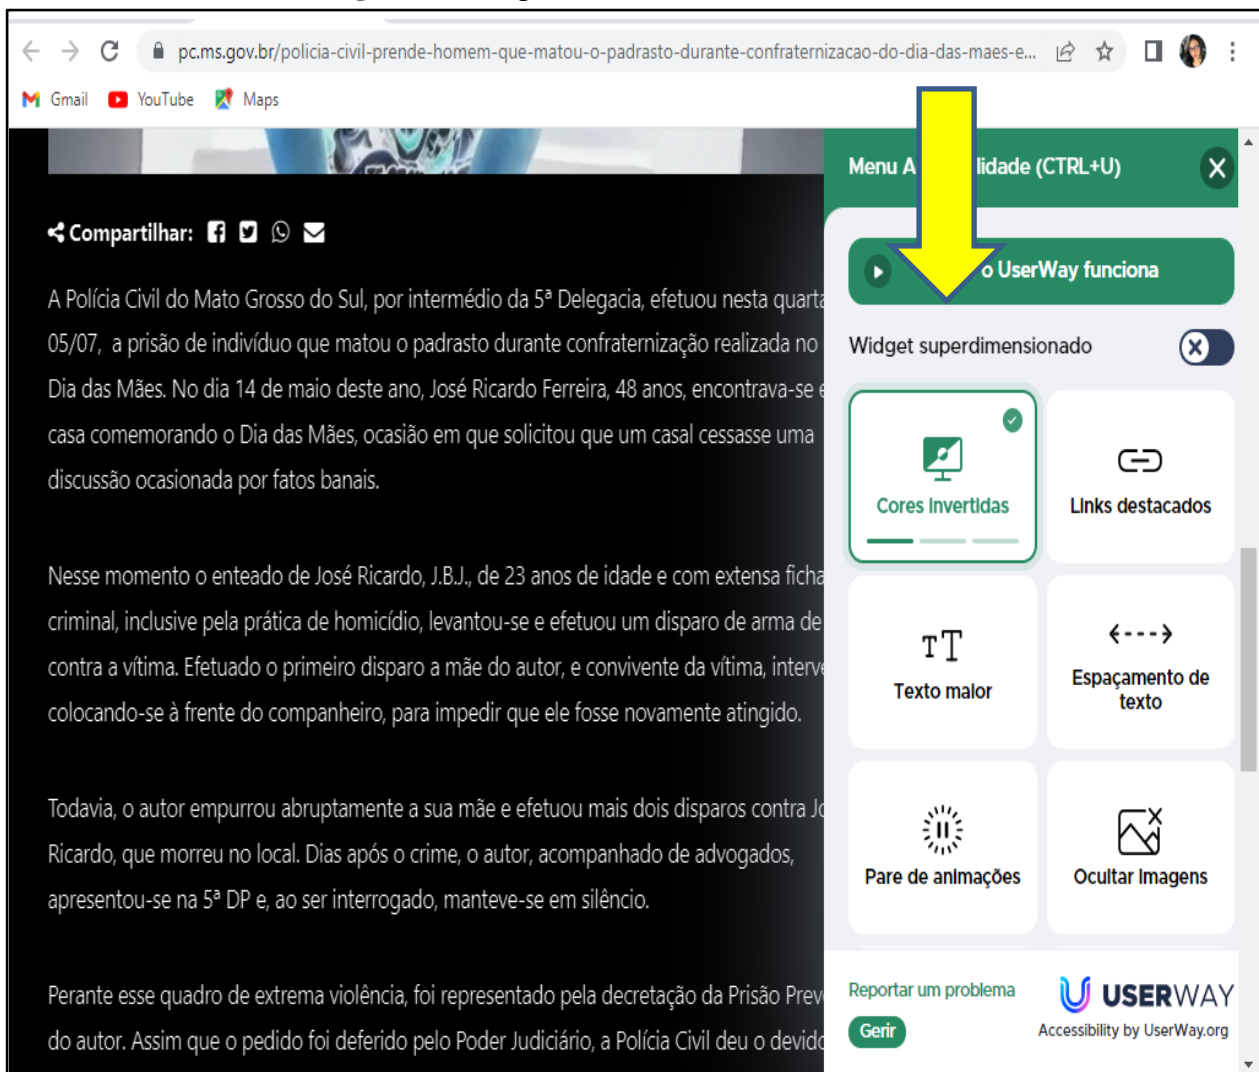 pc.ms.gov.br/policia-civil-prende-homem-que-matou-o-padrasto-durante-confraternizacao-do-dia-das-maes-e...
Gmail YouTube Maps
Menu A lidade (CTRL+U)
Compartilhar:
o UserWay funciona
A Polícia Civil do Mato Grosso do Sul, por intermédio da 5ª Delegacia, efetuou nesta quarta
05/07, a prisão de indivíduo que matou o padrasto durante confraternização realizada no
Dia das Mães. No dia 14 de maio deste ano, José Ricardo Ferreira, 48 anos, encontrava-se e
casa comemorando o Dia das Mães, ocasião em que solicitou que um casal cessasse uma
discussão ocasionada por fatos banais.
Nesse momento o enteado de José Ricardo, J.B.J., de 23 anos de idade e com extensa ficha
criminal, inclusive pela prática de homicídio, levantou-se e efetuou um disparo de arma de
contra a vítima. Efetuado o primeiro disparo a mãe do autor, e convivente da vítima, interve
colocando-se à frente do companheiro, para impedir que ele fosse novamente atingido.
Todavia, o autor empurrou abruptamente a sua mãe e efetuou mais dois disparos contra Jo
Ricardo, que morreu no local. Dias após o crime, o autor, acompanhado de advogados,
apresentou-se na 5ª DP e, ao ser interrogado, manteve-se em silêncio.
Perante esse quadro de extrema violência, foi representado pela decretação da Prisão Prev
do autor. Assim que o pedido foi deferido pelo Poder Judiciário, a Polícia Civil deu o devido
Widget superdimensionado
Cores Invertidas
Links destacados
Texto maior
Espaçamento de
texto
Pare de animações
Ocultar Imagens
Reportar um problema
Gerir
USERWAY
Accessibility by UserWay.org